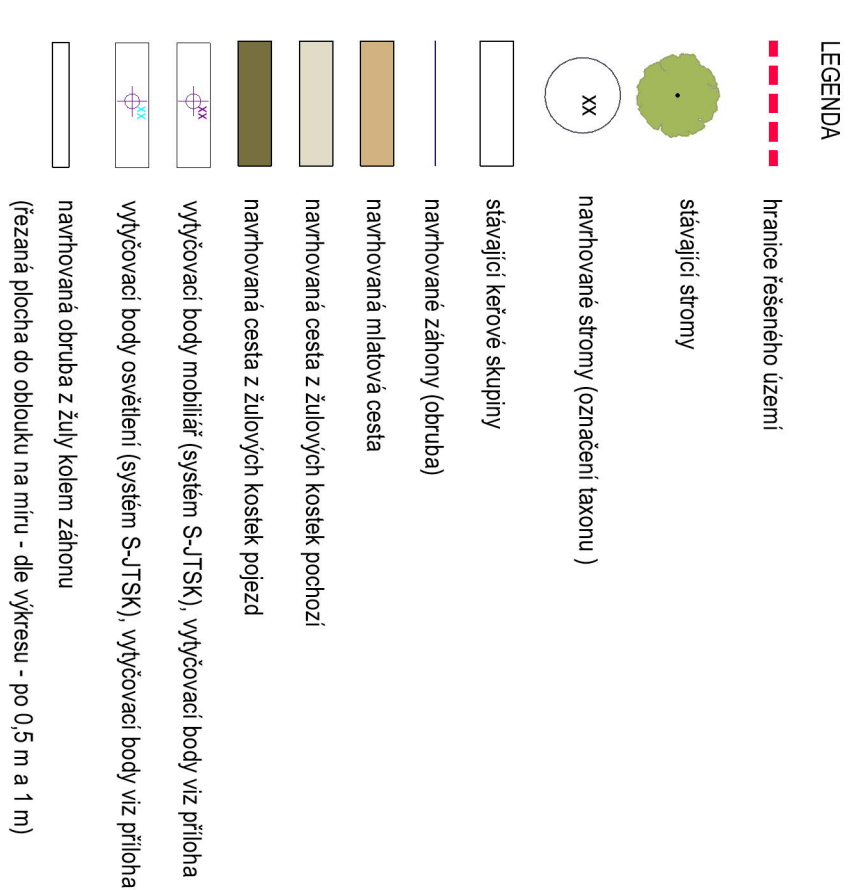 LEGENDA
hranice řešeného území
stávající stromy
XX
navrhované stromy (označení taxonu )
stávající keřové skupiny
navrhované záhony (obruba)
navrhovaná mlatová cesta
navrhovaná cesta z žulových kostek pochozí
navrhovaná cesta z žulových kostek pojezd
XX
vytyčovací body mobiliář (systém S-JTSK), vytyčovací body viz příloha
XX
vytyčovací body osvětlení (systém S-JTSK), vytyčovací body viz příloha
navrhovaná obruba z žuly kolem záhonu
(řezaná plocha do oblouku na míru - dle výkresu - po 0,5 m a 1 m)